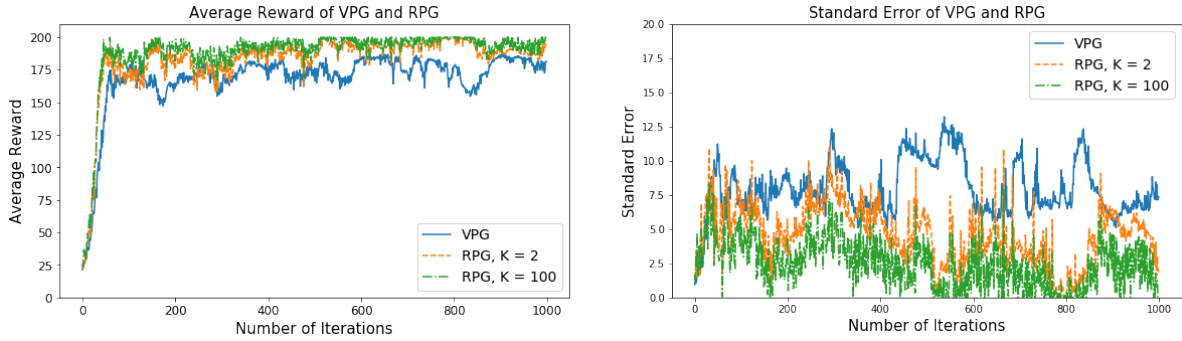 Average Reward of VPG and RPG
200
175
150
125
100
75
50
25
0
Average Reward
0
200
400
600
800
1000
Number of Iterations
VPG
RPG, K = 2
RPG, K = 100
Standard Error of VPG and RPG
20.0
17.5
15.0
12.5
10.0
7.5
5.0
2.5
0.0
Standard Error
0
200
400
600
800
1000
Number of Iterations
VPG
RPG, K = 2
RPG, K = 100